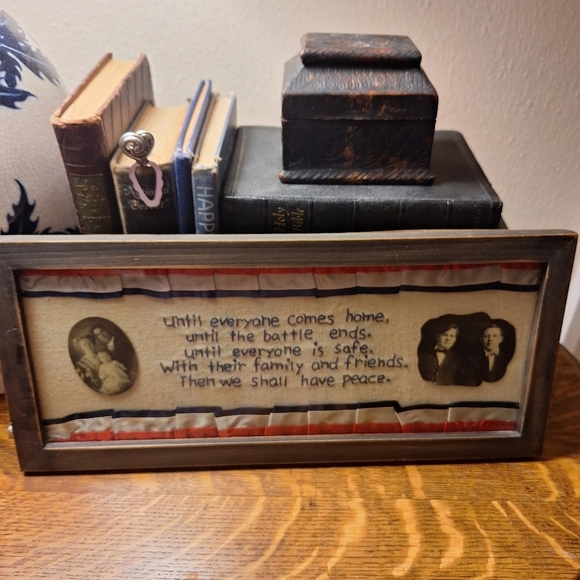 HAPP
Holy
Bible
until everyone comes home,
until the battle ends.
until everyone is safe,
With their family and friends.
Then we shall have peace.